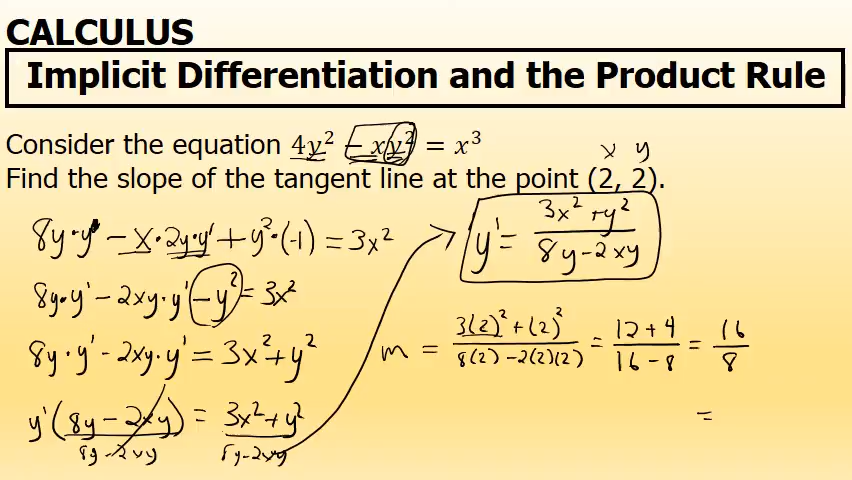 CALCULUS
Implicit Differentiation and the Product Rule
Consider the equation 4y² − xy² = x³
x y
Find the slope of the tangent line at the point (2, 2).
8y·y' − x·2y·y' + y²·(-1) = 3x²
y' = (3x² + y²)/(8y − 2xy)
8y·y' − 2xy·y' − y² = 3x²
8y·y' − 2xy·y' = 3x² + y²
m = (3(2)² + (2)²)/(8(2) − 2(2)(2)) = (12 + 4)/(16 − 8) = 16/8
=
y'(8y − 2xy)/(8y − 2xy) = (3x² + y²)/(8y − 2xy)